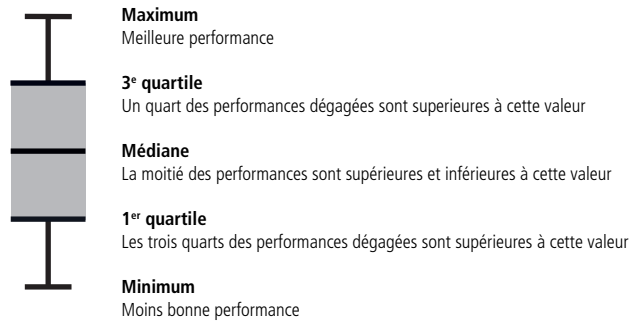 Maximum
Meilleure performance
3e quartile
Un quart des performances dégagées sont superieures à cette valeur
Médiane
La moitié des performances sont supérieures et inférieures à cette valeur
1er quartile
Les trois quarts des performances dégagées sont supérieures à cette valeur
Minimum
Moins bonne performance